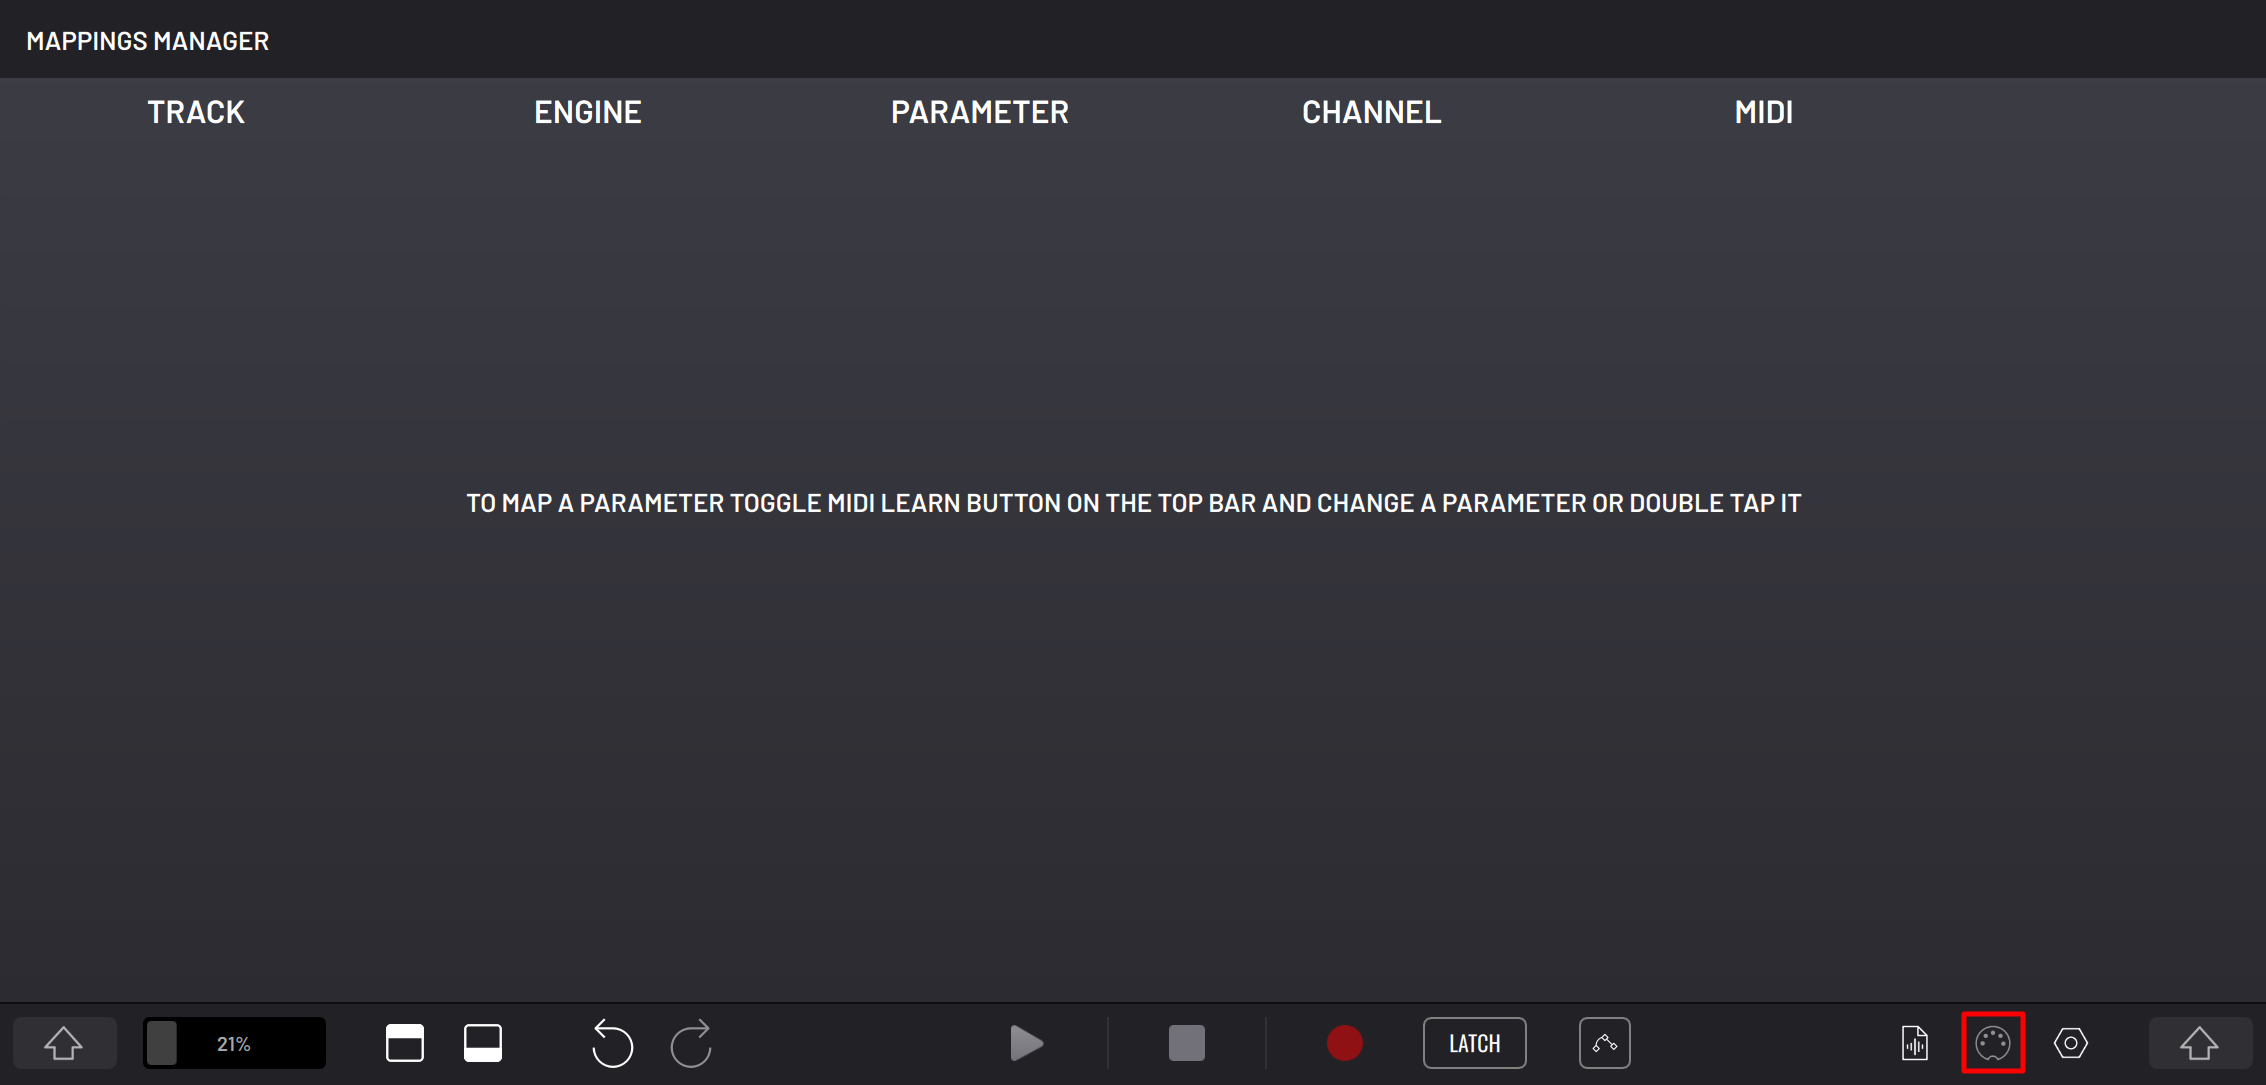 MAPPINGS MANAGER
TRACK ENGINE PARAMETER CHANNEL MIDI
TO MAP A PARAMETER TOGGLE MIDI LEARN BUTTON ON THE TOP BAR AND CHANGE A PARAMETER OR DOUBLE TAP IT
21% LATCH